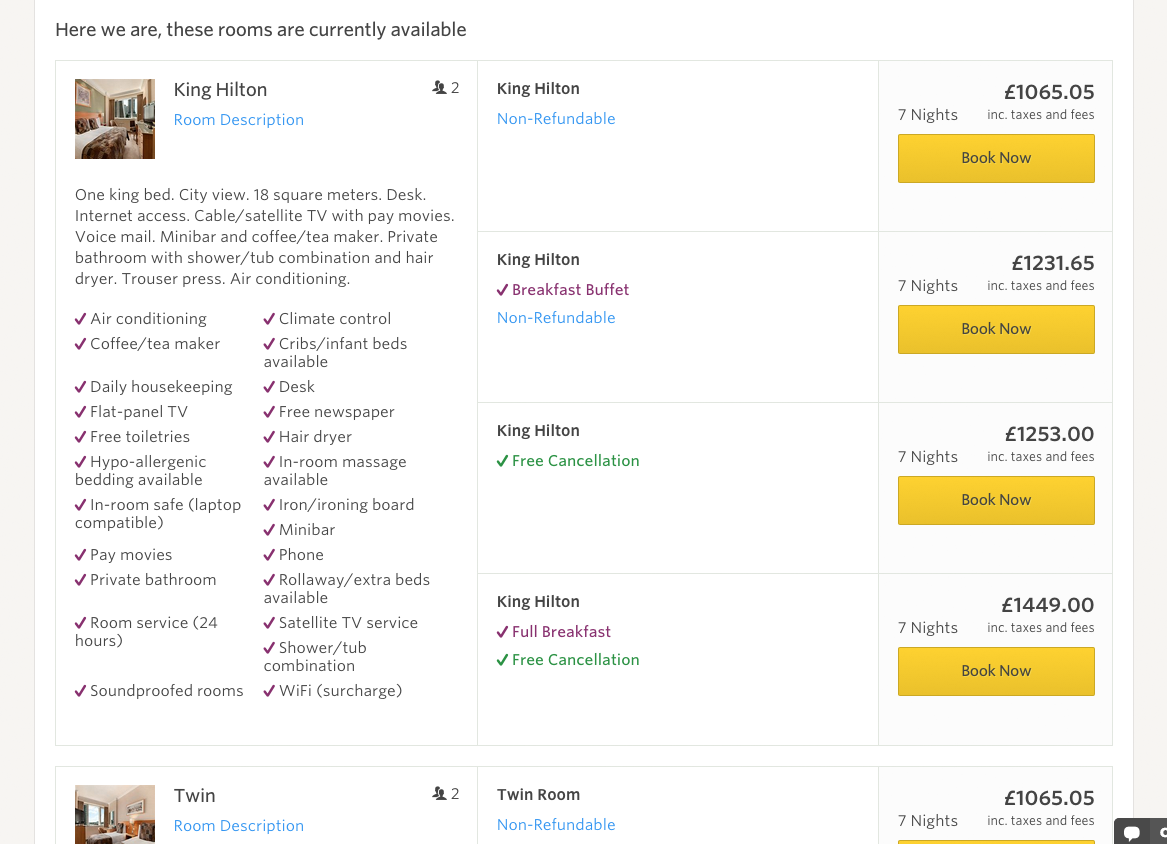 Here we are, these rooms are currently available
King Hilton
2
Room Description
One king bed. City view. 18 square meters. Desk.
Internet access. Cable/satellite TV with pay movies.
Voice mail. Minibar and coffee/tea maker. Private
bathroom with shower/tub combination and hair
dryer. Trouser press. Air conditioning.
Air conditioning
Coffee/tea maker
Daily housekeeping
Flat-panel TV
Free toiletries
Hypo-allergenic
bedding available
In-room safe (laptop
compatible)
Pay movies
Private bathroom
Room service (24
hours)
Soundproofed rooms
Climate control
Cribs/infant beds
available
Desk
Free newspaper
Hair dryer
In-room massage
available
Iron/ironing board
Minibar
Phone
Rollaway/extra beds
available
Satellite TV service
Shower/tub
combination
WiFi (surcharge)
King Hilton
Non-Refundable
£1065.05
7 Nights inc. taxes and fees
Book Now
King Hilton
Breakfast Buffet
Non-Refundable
£1231.65
7 Nights inc. taxes and fees
Book Now
King Hilton
Free Cancellation
£1253.00
7 Nights inc. taxes and fees
Book Now
King Hilton
Full Breakfast
Free Cancellation
£1449.00
7 Nights inc. taxes and fees
Book Now
Twin
2
Room Description
Twin Room
Non-Refundable
£1065.05
7 Nights inc. taxes and fees